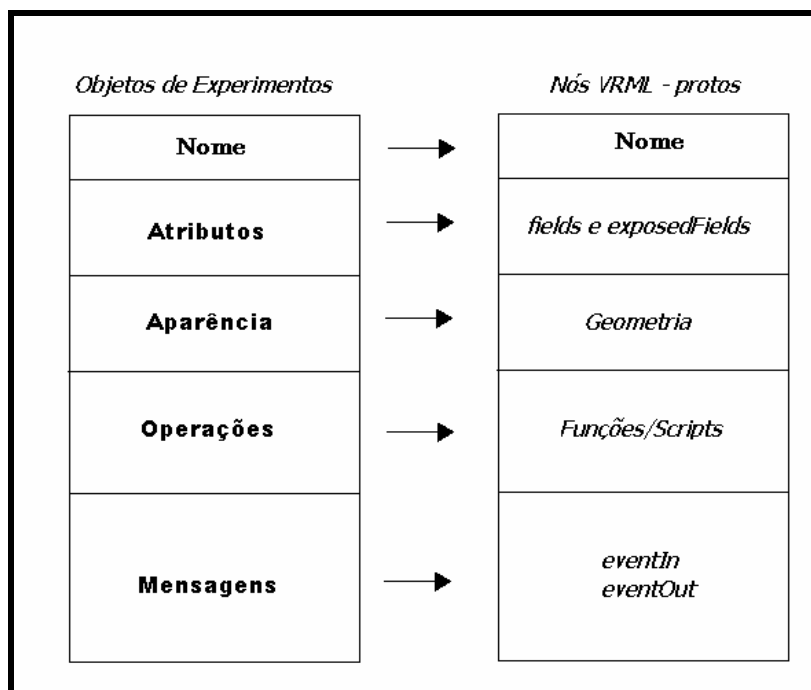 Objetos de Experimentos
Nós VRML - protos
Nome
Nome
Atributos
fields e exposedFields
Aparência
Geometria
Operações
Funções/Scripts
Mensagens
eventIn
eventOut